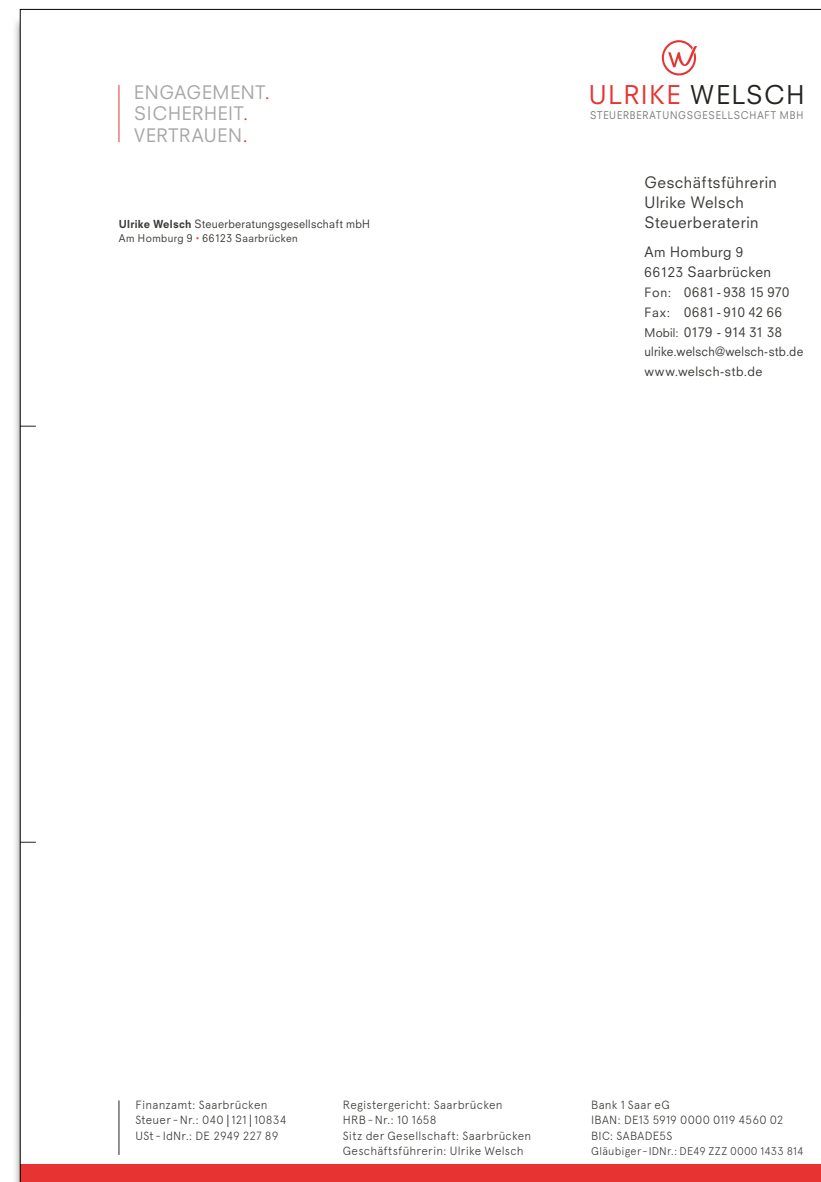 ENGAGEMENT.
SICHERHEIT.
VERTRAUEN.
W
ULRIKE WELSCH
STEUERBERATUNGSGESELLSCHAFT MBH
Geschäftsführerin
Ulrike Welsch
Steuerberaterin
Ulrike Welsch Steuerberatungsgesellschaft mbH
Am Homburg 9 • 66123 Saarbrücken
Am Homburg 9
66123 Saarbrücken
Fon: 0681-938 15 970
Fax: 0681-910 42 66
Mobil: 0179 - 914 31 38
ulrike.welsch@welsch-stb.de
www.welsch-stb.de
Finanzamt: Saarbrücken
Steuer-Nr.: 040|121|10834
USt-IdNr.: DE 2949 227 89
Registergericht: Saarbrücken
HRB-Nr.: 10 1658
Sitz der Gesellschaft: Saarbrücken
Geschäftsführerin: Ulrike Welsch
Bank 1 Saar eG
IBAN: DE13 5919 0000 0119 4560 02
BIC: SABADE5S
Gläubiger-IDNr.: DE49 ZZZ 0000 1433 814